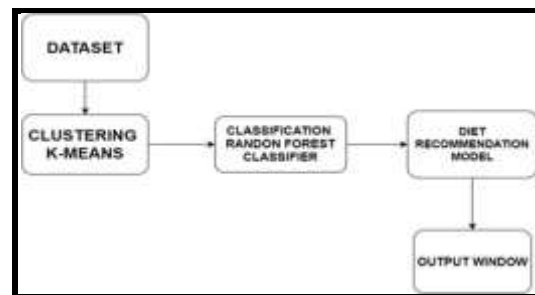 DATASET
CLUSTERING
K-MEANS
CLASSIFICATION
RANDON FOREST
CLASSIFIER
DIET
RECOMMENDATION
MODEL
OUTPUT WINDOW